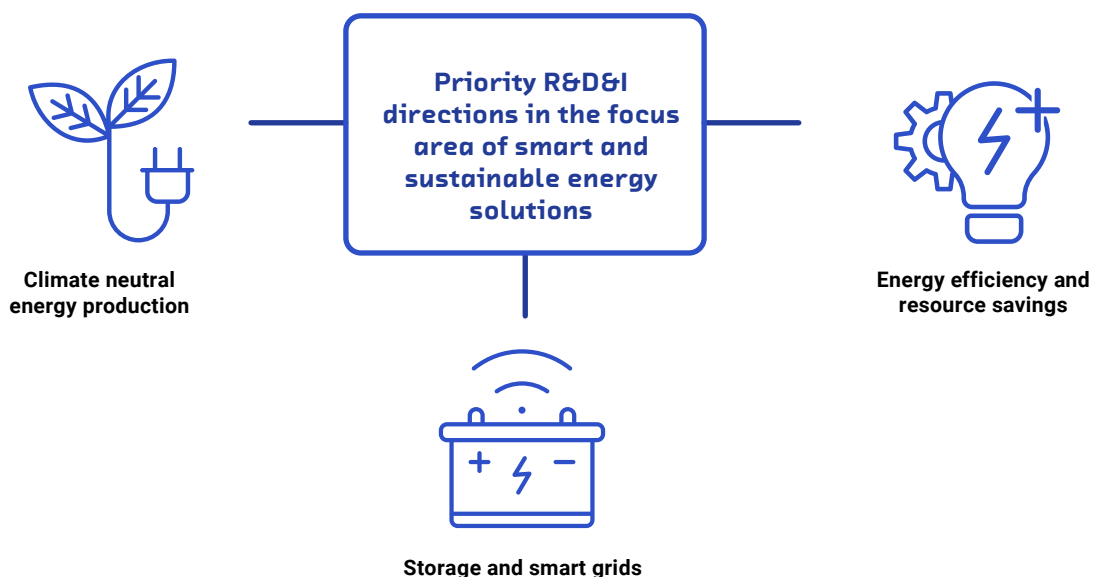 Priority R&D&I
directions in the focus
area of smart and
sustainable energy
solutions
Climate neutral
energy production
Energy efficiency and
resource savings
Storage and smart grids